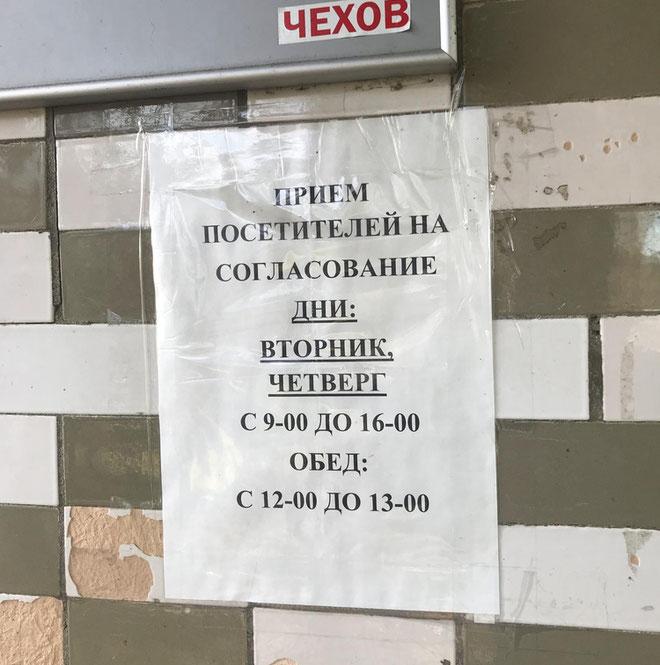 ЧЕХОВ
ПРИЕМ
ПОСЕТИТЕЛЕЙ НА
СОГЛАСОВАНИЕ
ДНИ:
ВТОРНИК,
ЧЕТВЕРГ
С 9-00 ДО 16-00
ОБЕД:
С 12-00 ДО 13-00